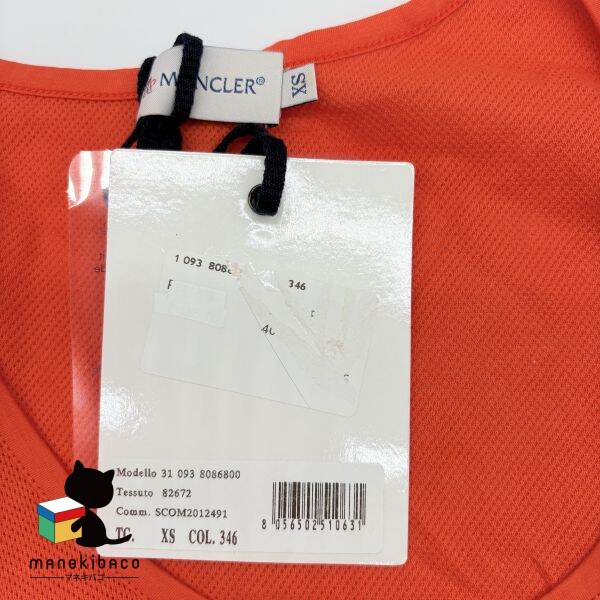 MONCLER®
XS
1 093 8086
346
Modello 31 093 8086800
Tessuto 82672
Comm. SCOM2012491
TG. XS COL. 346
8 056502 510631
manekibaco
マネキバコ